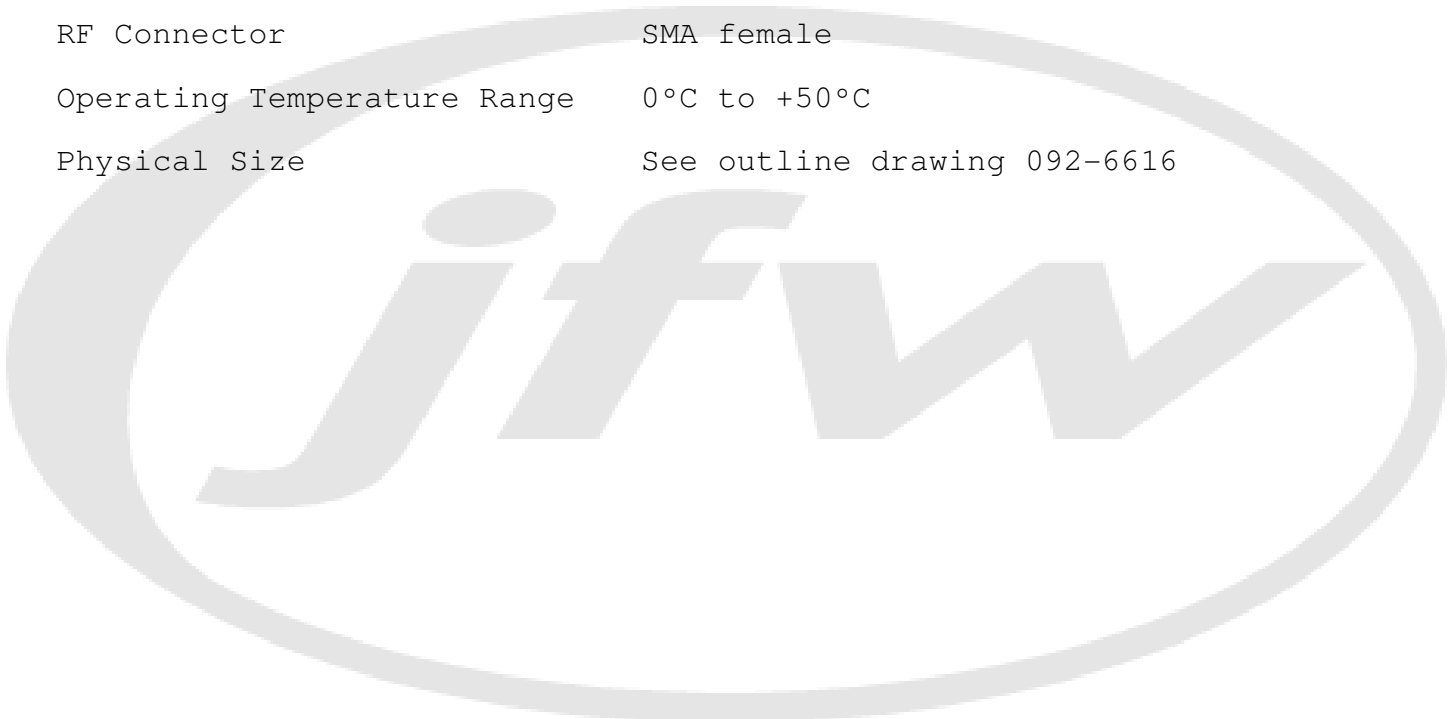 RF Connector SMA female
Operating Temperature Range 0°C to +50°C
Physical Size See outline drawing 092-6616
jfw